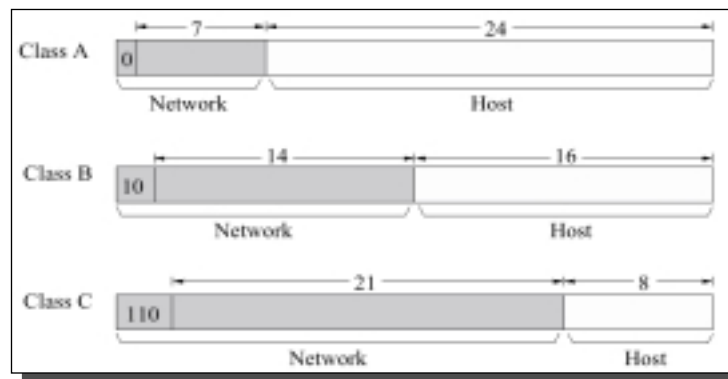 7 24
Class A 0
Network Host
14 16
Class B 10
Network Host
21 8
Class C 110
Network Host